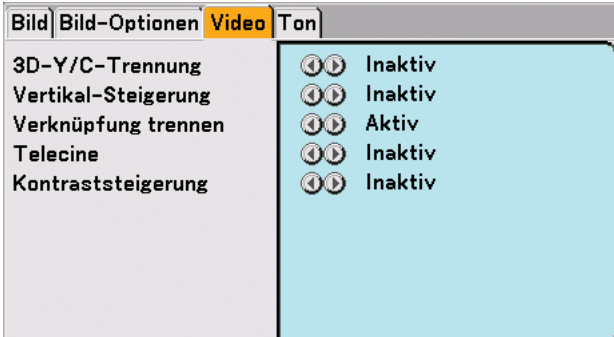 Bild Bild-Optionen Video Ton
3D-Y/C-Trennung Inaktiv
Vertikal-Steigerung Inaktiv
Verknüpfung trennen Aktiv
Telecine Inaktiv
Kontraststeigerung Inaktiv